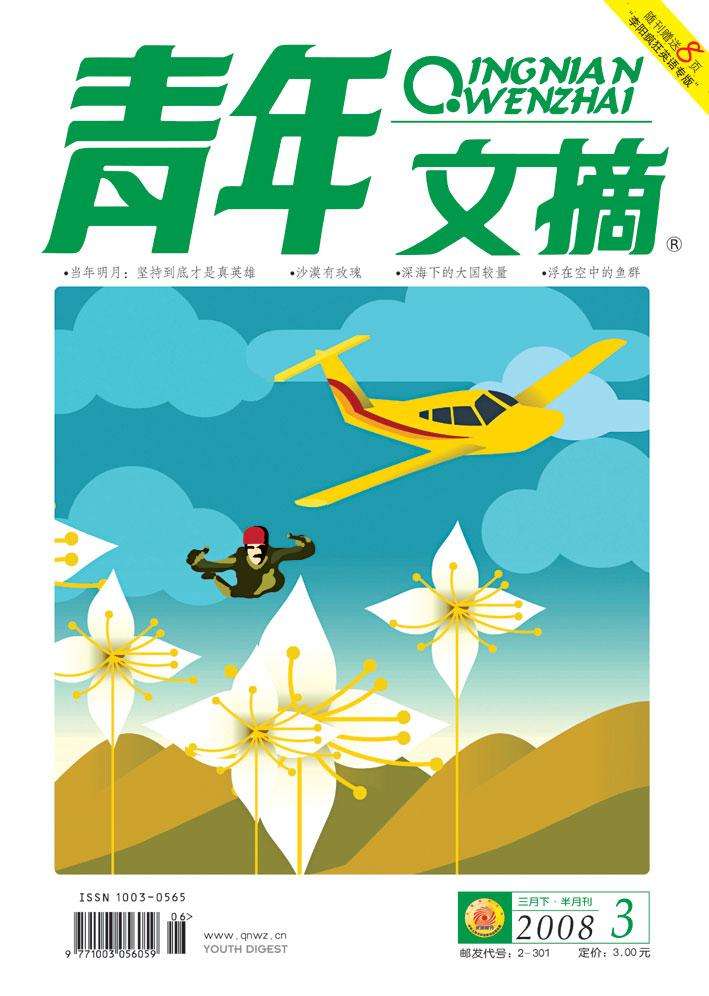 随刊赠送8页
“李阳疯狂英语专版”
青年
QINGNIAN
WENZHAI
文摘®
•当年明月：坚持到底才是真英雄 •沙漠有玫瑰 •深海下的大国较量 •浮在空中的鱼群
ISSN 1003-0565
06>
9 771003 056059
www.qnwz.cn
YOUTH DIGEST
三月下·半月刊
2008 3
邮发代号：2-301 定价：3.00元